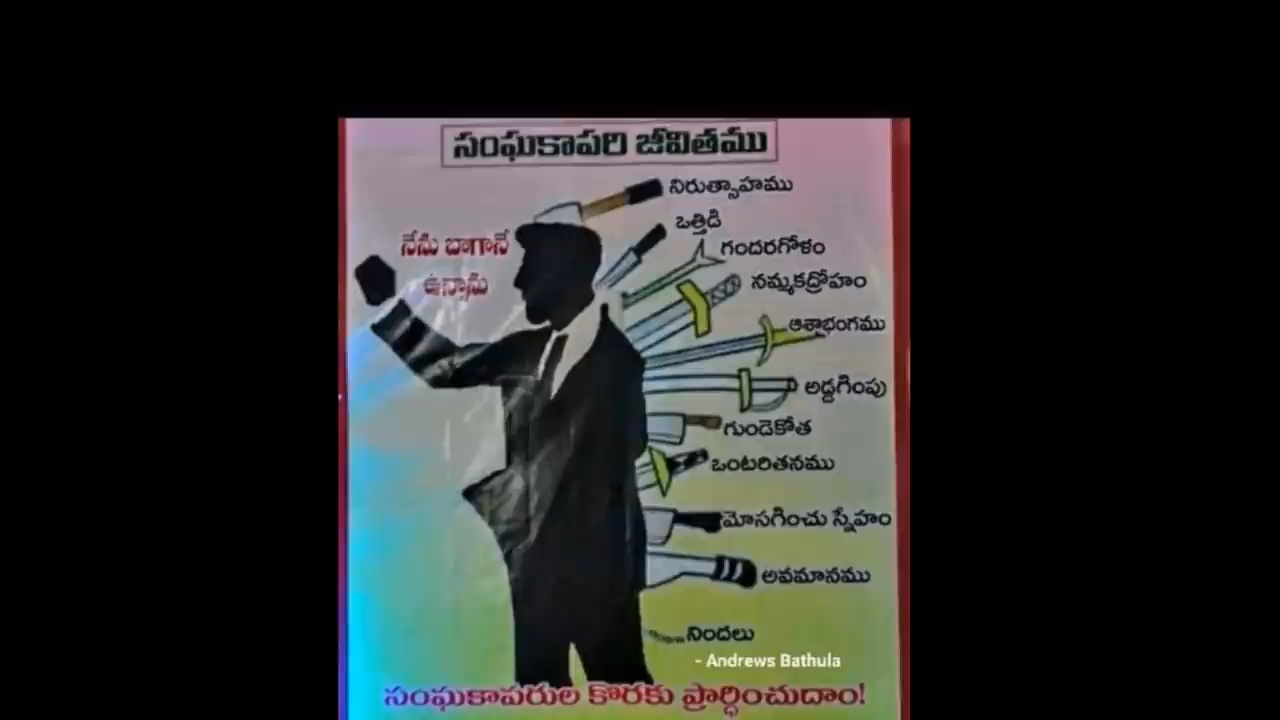 సంఘకాపరి జీవితము
నిరుత్సాహము
ఒత్తిడి
నేను బాగానే
ఉన్నాను
గందరగోళం
నమ్మకద్రోహం
ఆశాభంగము
అడ్డగింపు
గుండెకోత
ఒంటరితనము
మోసగించు స్నేహం
అవమానము
నిందలు
- Andrews Bathula
సంఘకాపరుల కొరకు ప్రార్ధించుదాం!